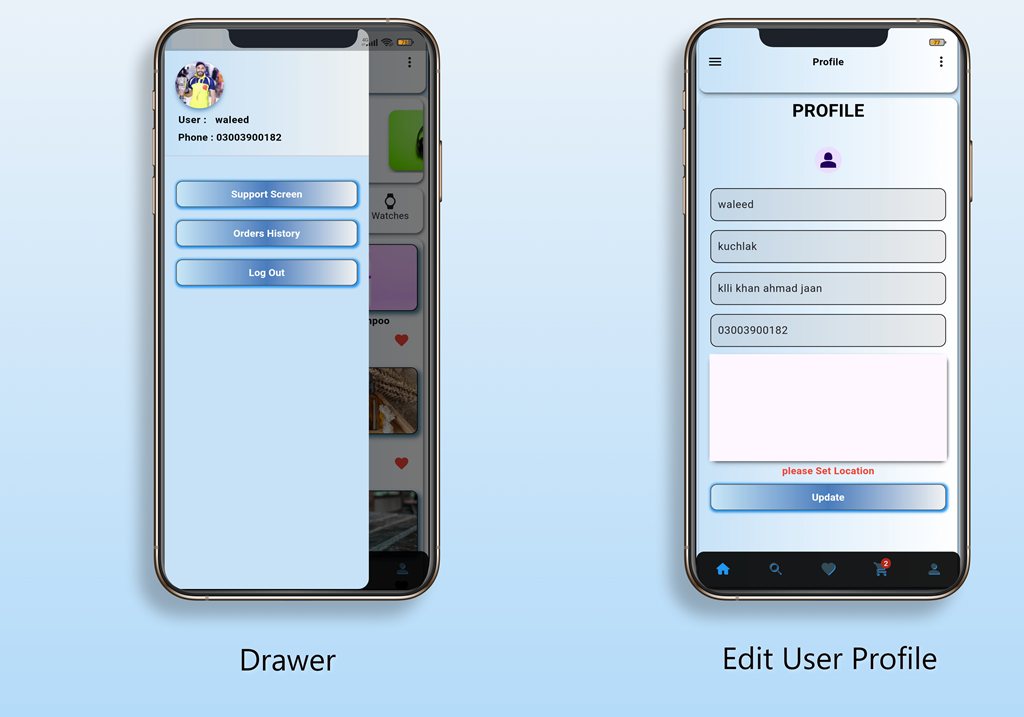 User : waleed
Phone : 03003900182
Support Screen
Orders History
Log Out
Watches
mpoo
Drawer
Profile
PROFILE
waleed
kuchlak
klli khan ahmad jaan
03003900182
please Set Location
Update
2
Edit User Profile